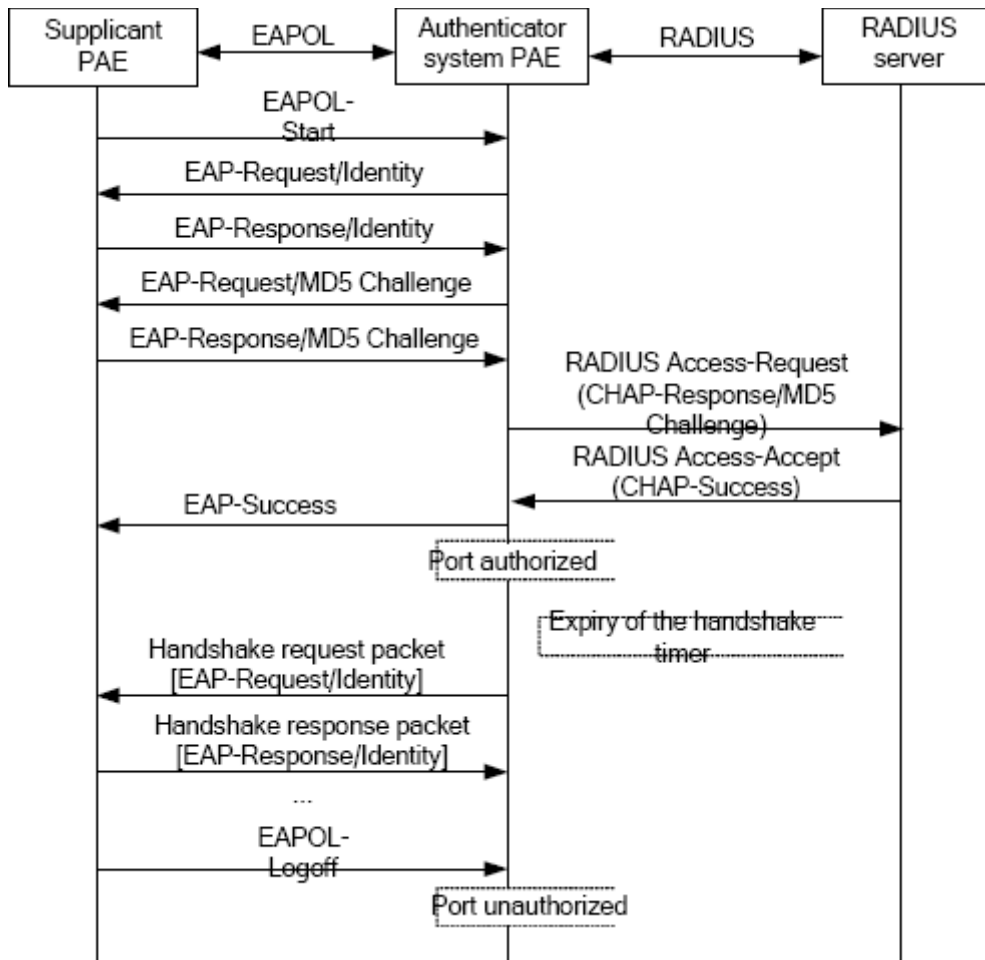 Supplicant
PAE
EAPOL
Authenticator
system PAE
RADIUS
RADIUS
server
EAPOL-
Start
EAP-Request/Identity
EAP-Response/Identity
EAP-Request/MD5 Challenge
EAP-Response/MD5 Challenge
RADIUS Access-Request
(CHAP-Response/MD5
Challenge)
RADIUS Access-Accept
(CHAP-Success)
EAP-Success
Port authorized
Expiry of the handshake
timer
Handshake request packet
[EAP-Request/Identity]
Handshake response packet
[EAP-Response/Identity]
...
EAPOL-
Logoff
Port unauthorized